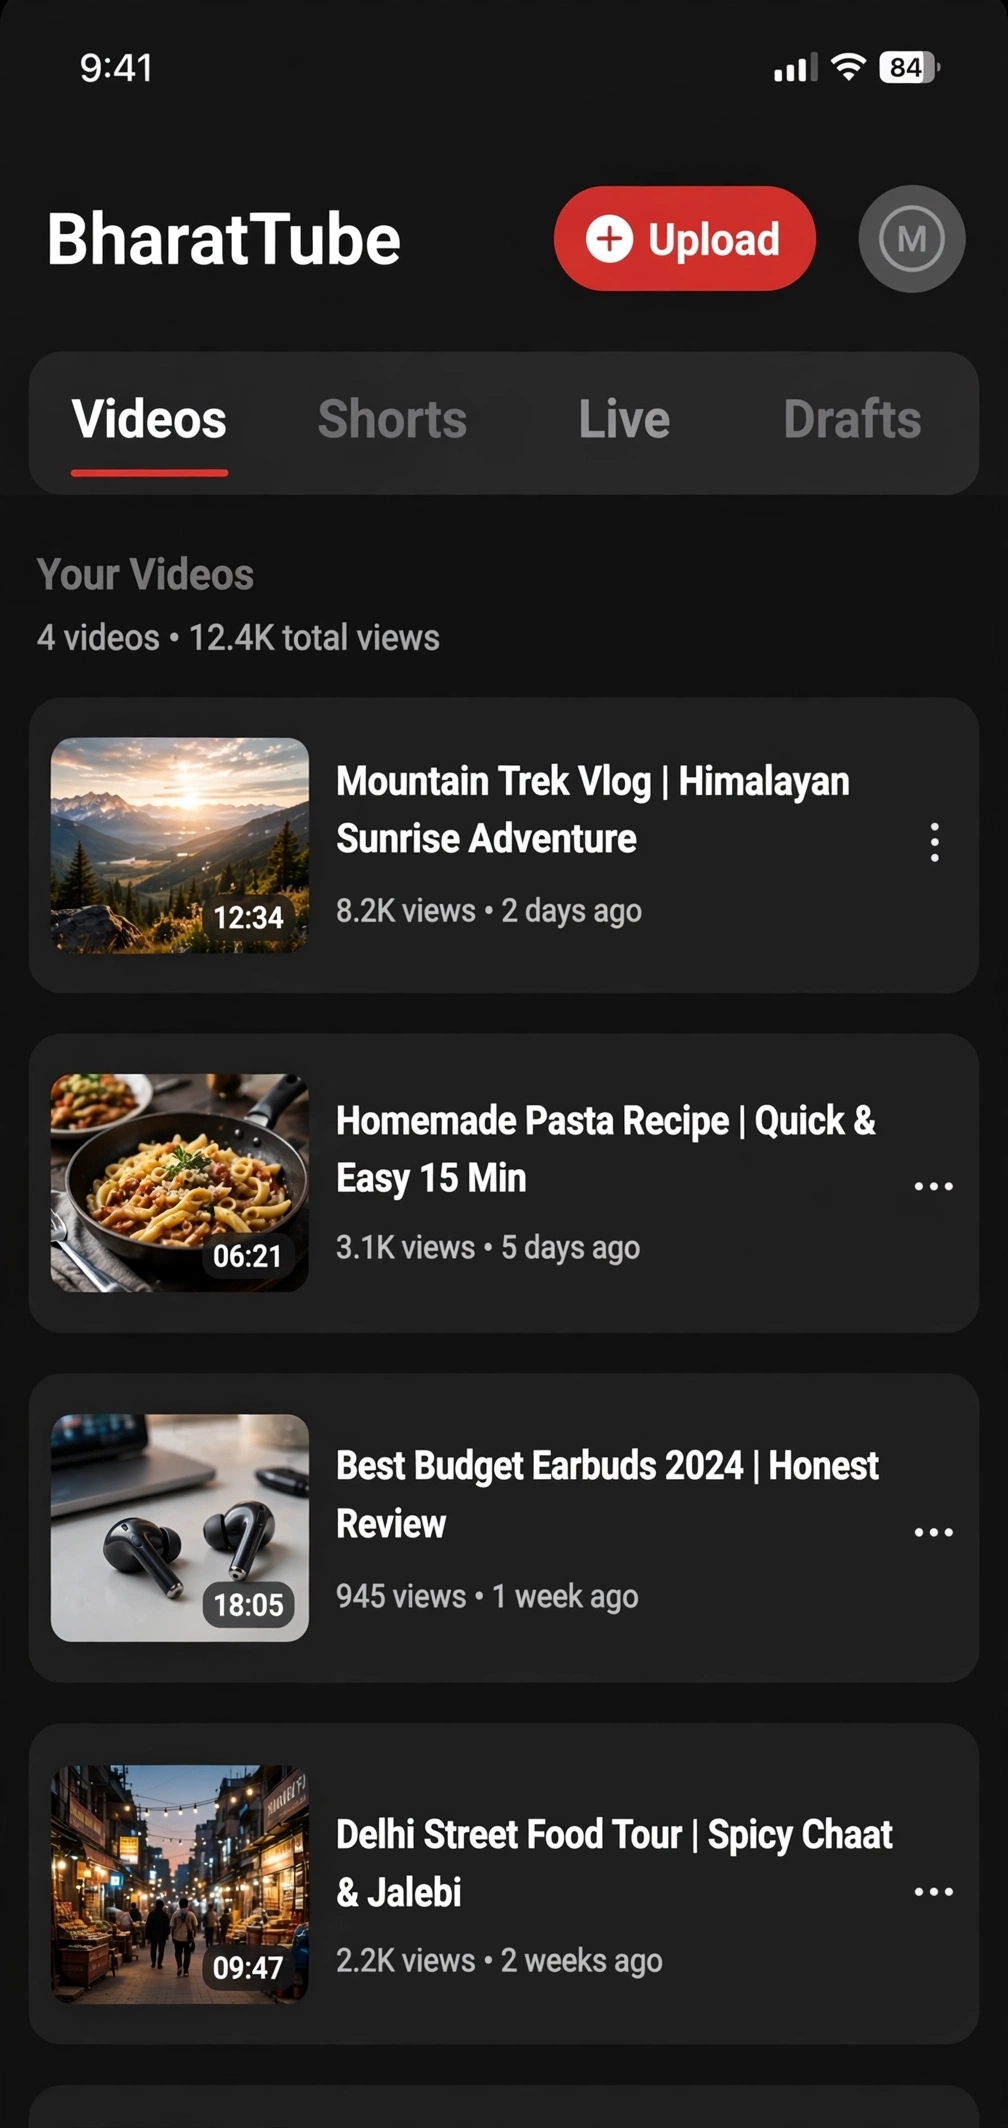 9:41
84
BharatTube
Upload
M
Videos
Shorts
Live
Drafts
Your Videos
4 videos • 12.4K total views
Mountain Trek Vlog | Himalayan
Sunrise Adventure
8.2K views • 2 days ago
12:34
Homemade Pasta Recipe | Quick &
Easy 15 Min
3.1K views • 5 days ago
06:21
Best Budget Earbuds 2024 | Honest
Review
945 views • 1 week ago
18:05
Delhi Street Food Tour | Spicy Chaat
& Jalebi
2.2K views • 2 weeks ago
09:47